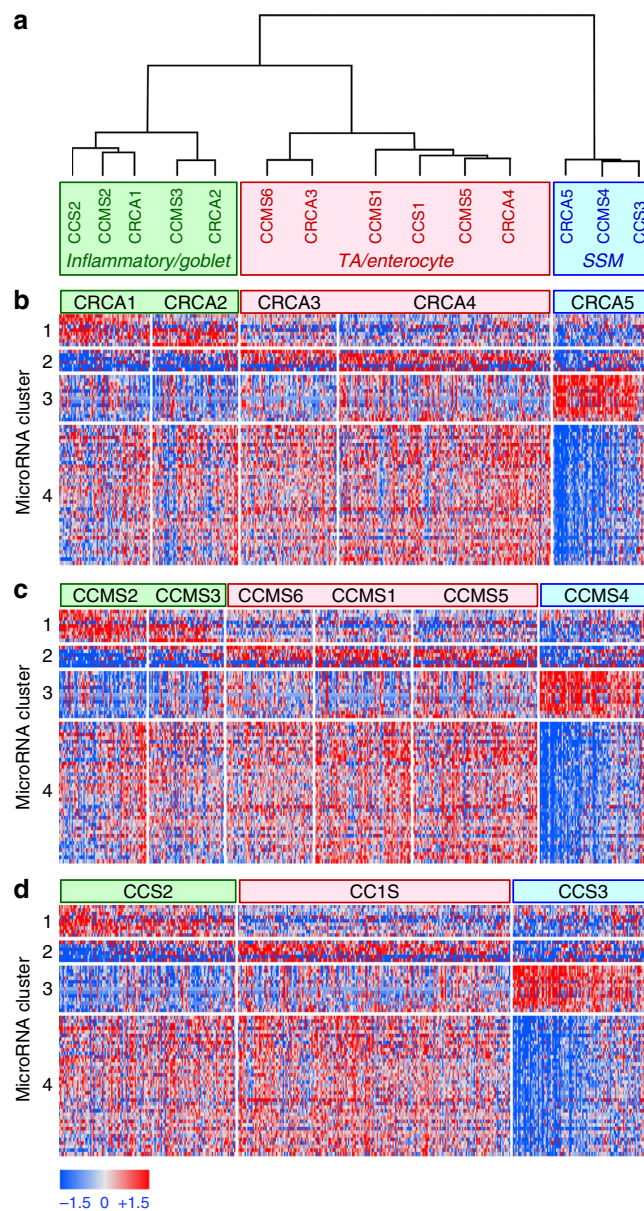 a
CCS2 CCMS2 CRCA1 CCMS3 CRCA2 CCMS6 CRCA3 CCMS1 CCS1 CCMS5 CRCA4 CRCA5 CCMS4 CCS3
Inflammatory/goblet TA/enterocyte SSM
b
CRCA1 CRCA2 CRCA3 CRCA4 CRCA5
MicroRNA cluster
1
2
3
4
c
CCMS2 CCMS3 CCMS6 CCMS1 CCMS5 CCMS4
MicroRNA cluster
1
2
3
4
d
CCS2 CC1S CCS3
MicroRNA cluster
1
2
3
4
–1.5 0 +1.5